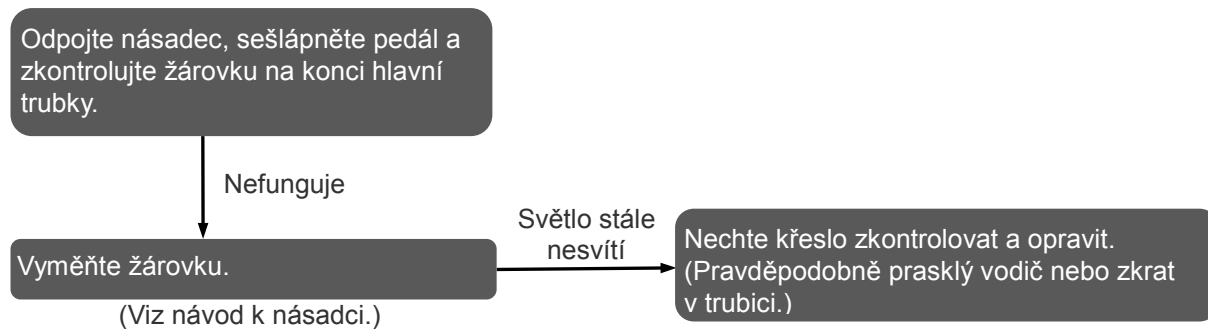 Odpojte násadec, sešlápněte pedál a
zkontrolujte žárovku na konci hlavní
trubky.
Nefunguje
Vyměňte žárovku.
(Viz návod k násadci.)
Světlo stále
nesvítí
Nechte křeslo zkontrolovat a opravit.
(Pravděpodobně prasklý vodič nebo zkrat
v trubici.)